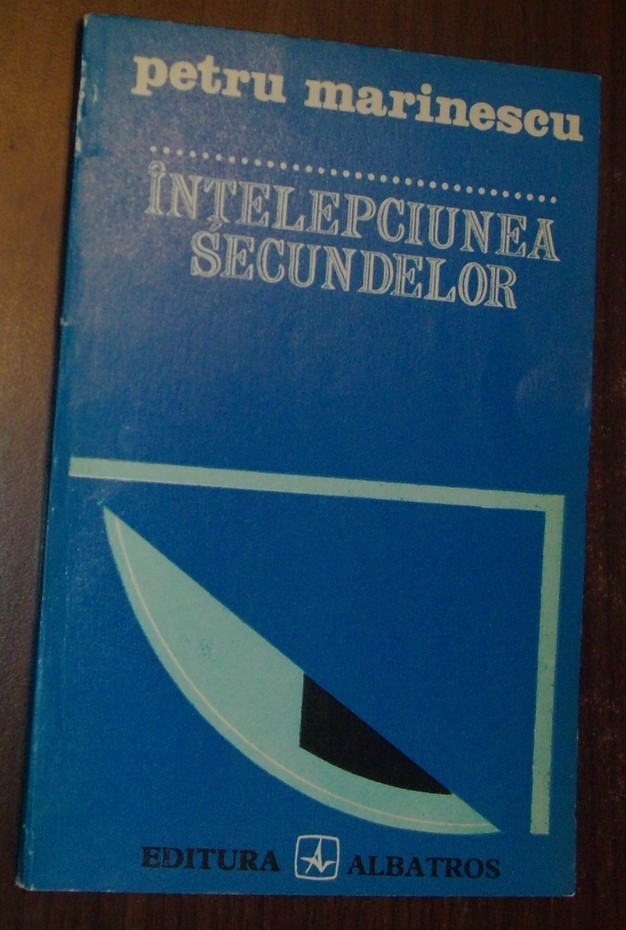 petru marinescu
ÎNȚELEPCIUNEA
SECUNDELOR
EDITURA ALBATROS